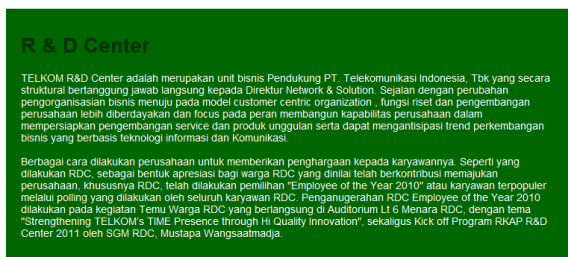 R & D Center
TELKOM R&D Center adalah merupakan unit bisnis Pendukung PT. Telekomunikasi Indonesia, Tbk yang secara
struktural bertanggung jawab langsung kepada Direktur Network & Solution. Sejalan dengan perubahan
pengorganisasian bisnis menuju pada model customer centric organization , fungsi riset dan pengembangan
perusahaan lebih diberdayakan dan focus pada peran membangun kapabilitas perusahaan dalam
mempersiapkan pengembangan service dan produk unggulan serta dapat mengantisipasi trend perkembangan
bisnis yang berbasis teknologi informasi dan Komunikasi.
Berbagai cara dilakukan perusahaan untuk memberikan penghargaan kepada karyawannya. Seperti yang
dilakukan RDC, sebagai bentuk apresiasi bagi warga RDC yang dinilai telah berkontribusi memajukan
perusahaan, khususnya RDC, telah dilakukan pemilihan "Employee of the Year 2010" atau karyawan terpopuler
melalui polling yang dilakukan oleh seluruh karyawan RDC. Penganugerahan RDC Employee of the Year 2010
dilakukan pada kegiatan Temu Warga RDC yang berlangsung di Auditorium Lt 6 Menara RDC, dengan tema
"Strengthening TELKOM's TIME Presence through Hi Quality Innovation", sekaligus Kick off Program RKAP R&D
Center 2011 oleh SGM RDC, Mustapa Wangsaatmadja.